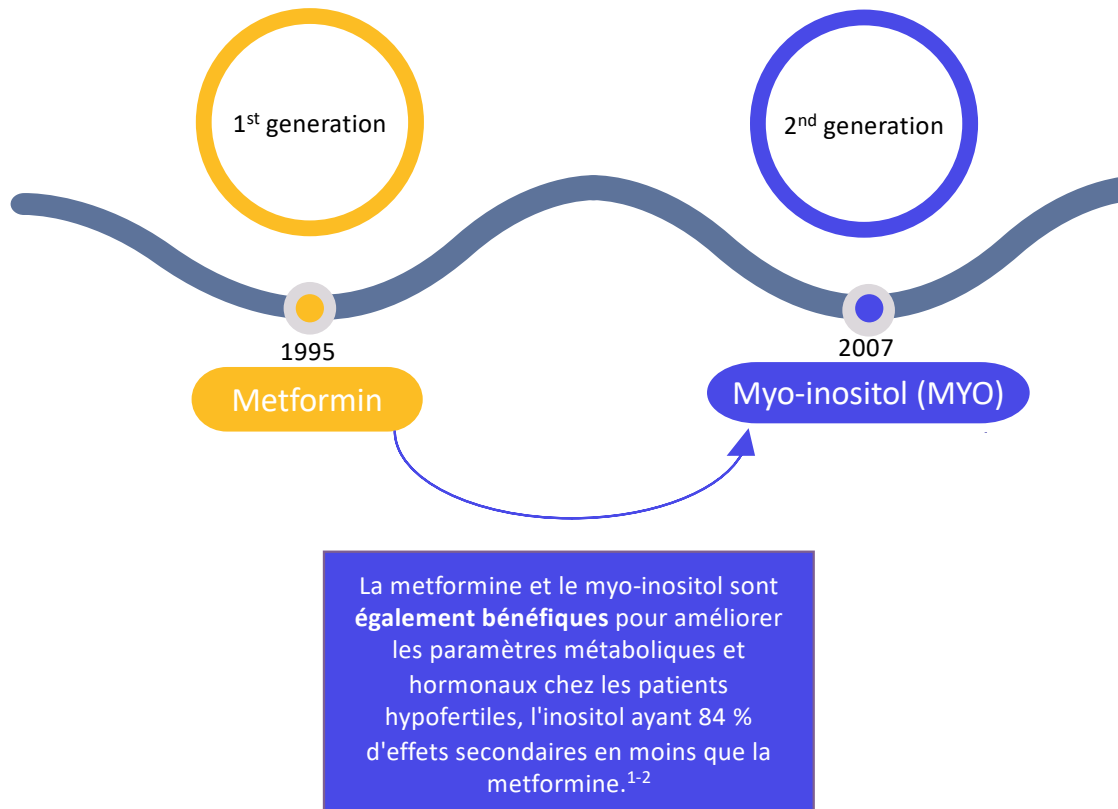 1st generation
2nd generation
1995
2007
Metformin
Myo-inositol (MYO)
La metformine et le myo-inositol sont
également bénéfiques pour améliorer
les paramètres métaboliques et
hormonaux chez les patients
hypofertiles, l'inositol ayant 84 %
d'effets secondaires en moins que la
metformine.1-2